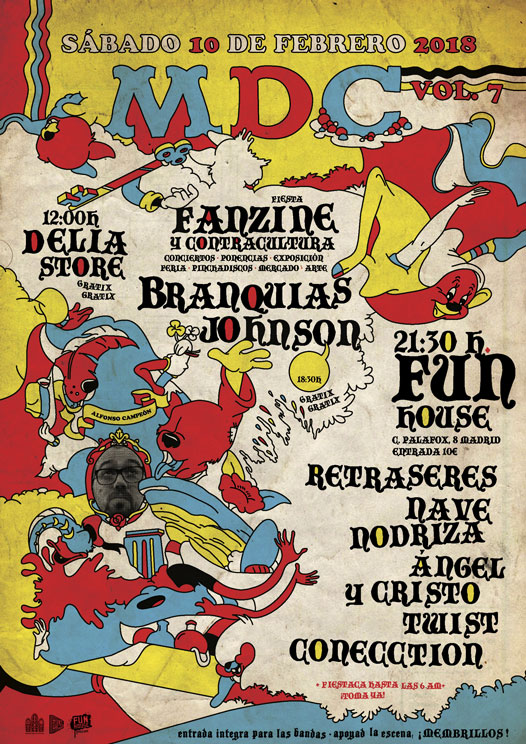 SÁBADO 10 DE FEBRERO 2018
MDC
VOL. 7
12:00H
DELIA
STORE
GRATIX
GRATIX
FIESTA
FANZINE
Y CONTRACULTURA
CONCIERTOS · PONENCIAS · EXPOSICIÓN
FERIA · PINCHADISCOS · MERCADO · ARTE
BRANQUIAS
JOHNSON
18:30H
GRATIX
GRATIX
ALFONSO CAMPEÓN
21:30 H.
FUN
HOUSE
C, PALAFOX, 8 MADRID
ENTRADA 10E
RETRASERES
NAVE
NODRIZA
ÁNGEL
Y CRISTO
TWIST
CONECCTION
+ FIESTACA HASTA LAS 6 AM+
¡TOMA YA!
FUN
entrada integra para las bandas - apoyad la escena, ¡MEMBRILLOS!